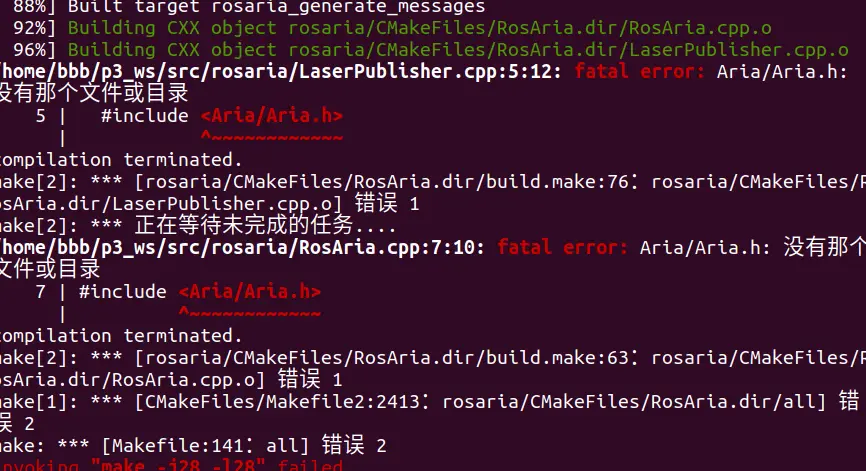 88%] Built target rosaria_generate_messages
92%] Building CXX object rosaria/CMakeFiles/RosAria.dir/RosAria.cpp.o
96%] Building CXX object rosaria/CMakeFiles/RosAria.dir/LaserPublisher.cpp.o
/home/bbb/p3_ws/src/rosaria/LaserPublisher.cpp:5:12: fatal error: Aria/Aria.h:
没有那个文件或目录
5 |   #include <Aria/Aria.h>
|            ^~~~~~~~~~~~~
compilation terminated.
make[2]: *** [rosaria/CMakeFiles/RosAria.dir/build.make:76：rosaria/CMakeFiles/R
osAria.dir/LaserPublisher.cpp.o] 错误 1
make[2]: *** 正在等待未完成的任务....
/home/bbb/p3_ws/src/rosaria/RosAria.cpp:7:10: fatal error: Aria/Aria.h: 没有那个
文件或目录
7 | #include <Aria/Aria.h>
|          ^~~~~~~~~~~~~
compilation terminated.
make[2]: *** [rosaria/CMakeFiles/RosAria.dir/build.make:63：rosaria/CMakeFiles/R
osAria.dir/RosAria.cpp.o] 错误 1
make[1]: *** [CMakeFiles/Makefile2:2413：rosaria/CMakeFiles/RosAria.dir/all] 错
误 2
make: *** [Makefile:141：all] 错误 2
Invoking "make -j28 -l28" failed